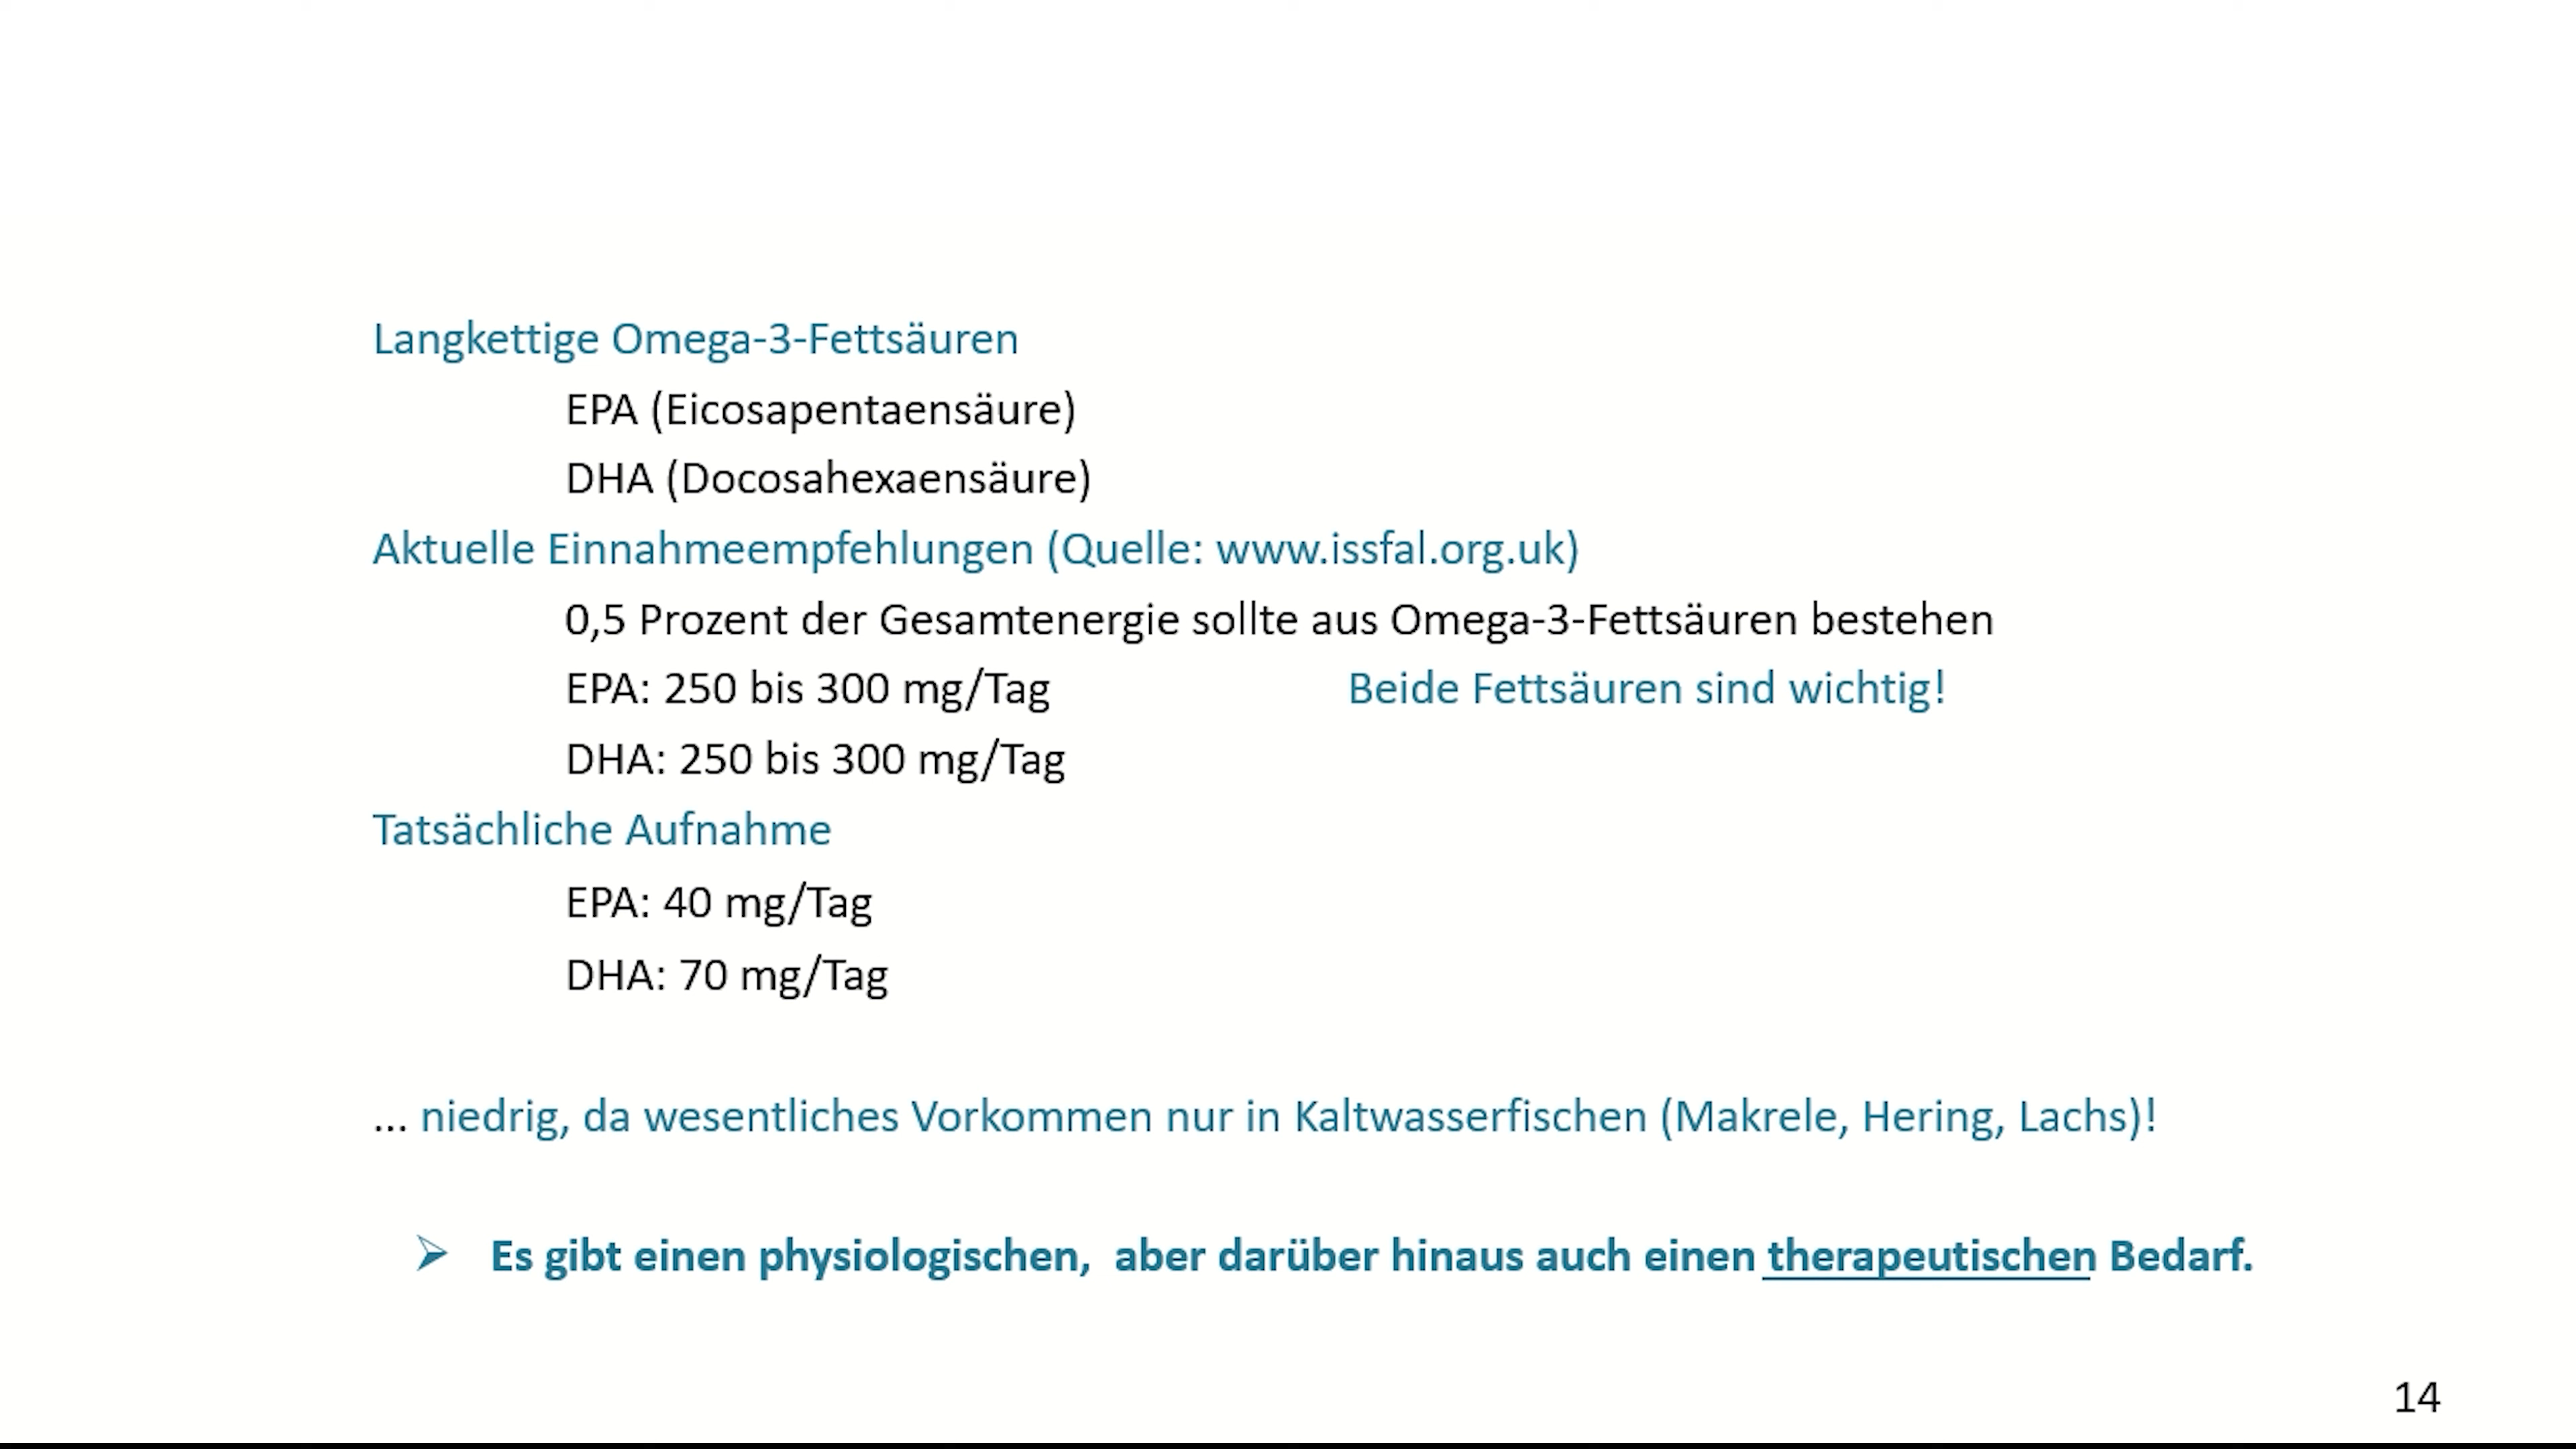 Langkettige Omega-3-Fettsäuren
EPA (Eicosapentaensäure)
DHA (Docosahexaensäure)
Aktuelle Einnahmeempfehlungen (Quelle: www.issfal.org.uk)
0,5 Prozent der Gesamtenergie sollte aus Omega-3-Fettsäuren bestehen
EPA: 250 bis 300 mg/Tag Beide Fettsäuren sind wichtig!
DHA: 250 bis 300 mg/Tag
Tatsächliche Aufnahme
EPA: 40 mg/Tag
DHA: 70 mg/Tag
... niedrig, da wesentliches Vorkommen nur in Kaltwasserfischen (Makrele, Hering, Lachs)!
➢ Es gibt einen physiologischen, aber darüber hinaus auch einen therapeutischen Bedarf.
14